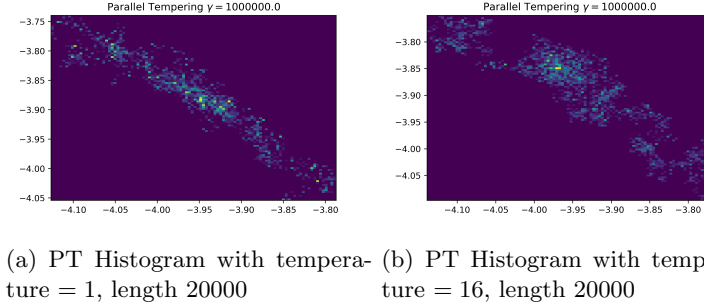 Parallel Tempering γ = 1000000.0
−3.75
−3.80
−3.85
−3.90
−3.95
−4.00
−4.05
−4.10 −4.05 −4.00 −3.95 −3.90 −3.85 −3.80
(a) PT Histogram with tempera-
ture = 1, length 20000
Parallel Tempering γ = 1000000.0
−3.80
−3.85
−3.90
−3.95
−4.00
−4.05
−4.10 −4.05 −4.00 −3.95 −3.90 −3.85 −3.80
(b) PT Histogram with temp
ture = 16, length 20000